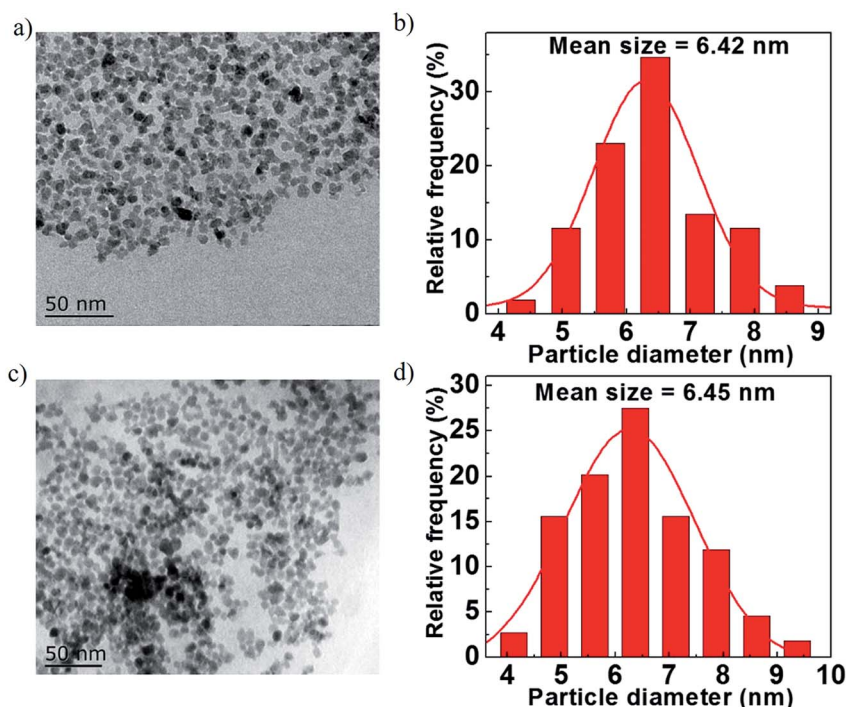 a)
50 nm
b)
Mean size = 6.42 nm
Relative frequency (%)
30
20
10
0
4 5 6 7 8 9
Particle diameter (nm)
c)
50 nm
d)
Mean size = 6.45 nm
Relative frequency (%)
30
25
20
15
10
5
0
4 5 6 7 8 9 10
Particle diameter (nm)